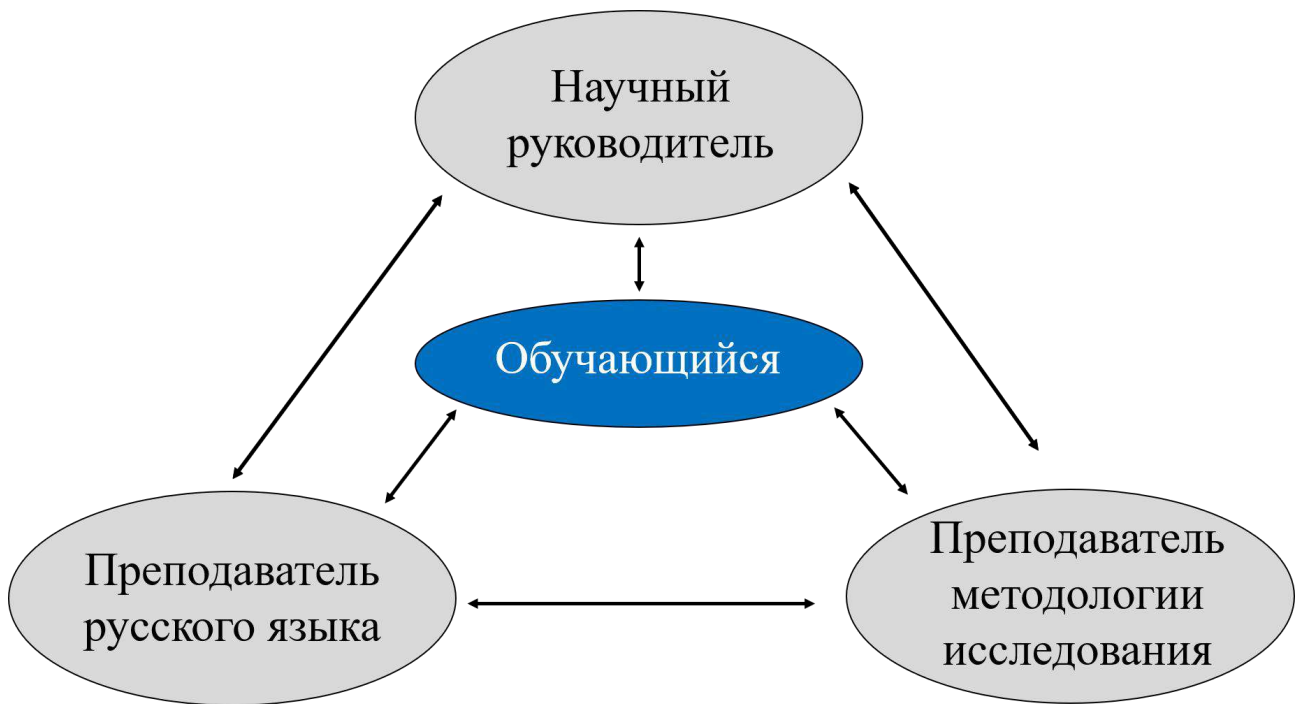 Научный
руководитель
Обучающийся
Преподаватель
русского языка
Преподаватель
методологии
исследования